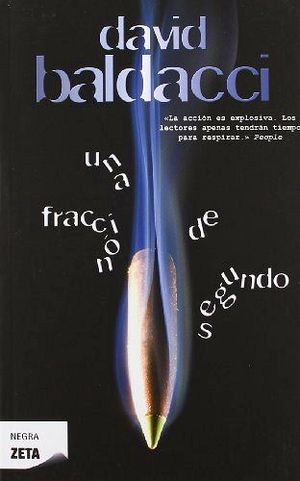 david
baldacci
«La acción es explosiva. Los
lectores apenas tendrán tiempo
para respirar.» People
una
fracción
de
segundo
NEGRA
ZETA